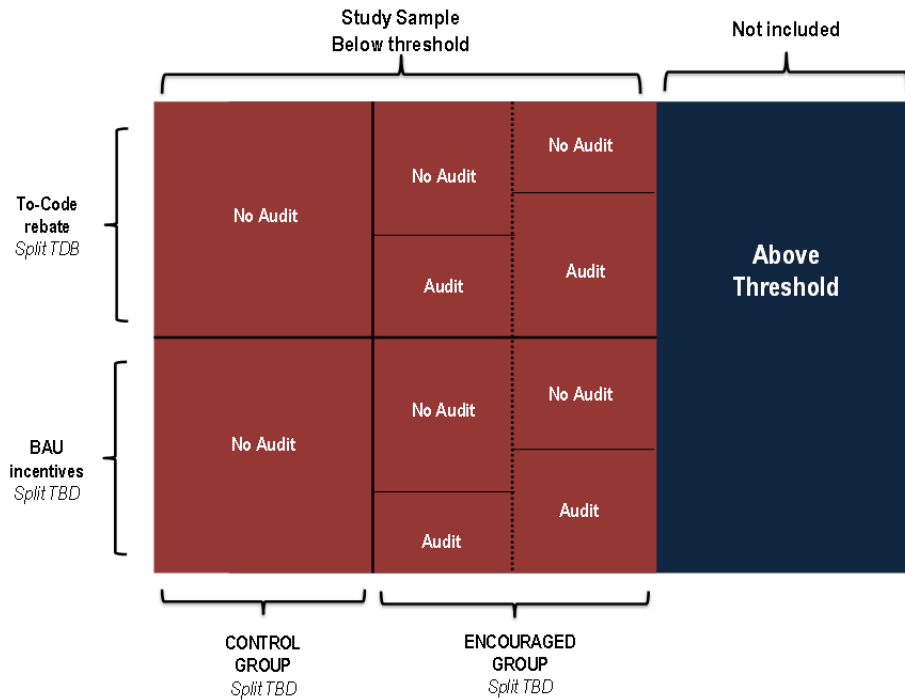 Study Sample
Below threshold
Not included
No Audit
No Audit
No Audit
To-Code
rebate
Split TDB
Audit
Audit
Above
Threshold
No Audit
No Audit
No Audit
BAU
incentives
Split TBD
Audit
Audit
CONTROL
GROUP
Split TBD
ENCOURAGED
GROUP
Split TBD